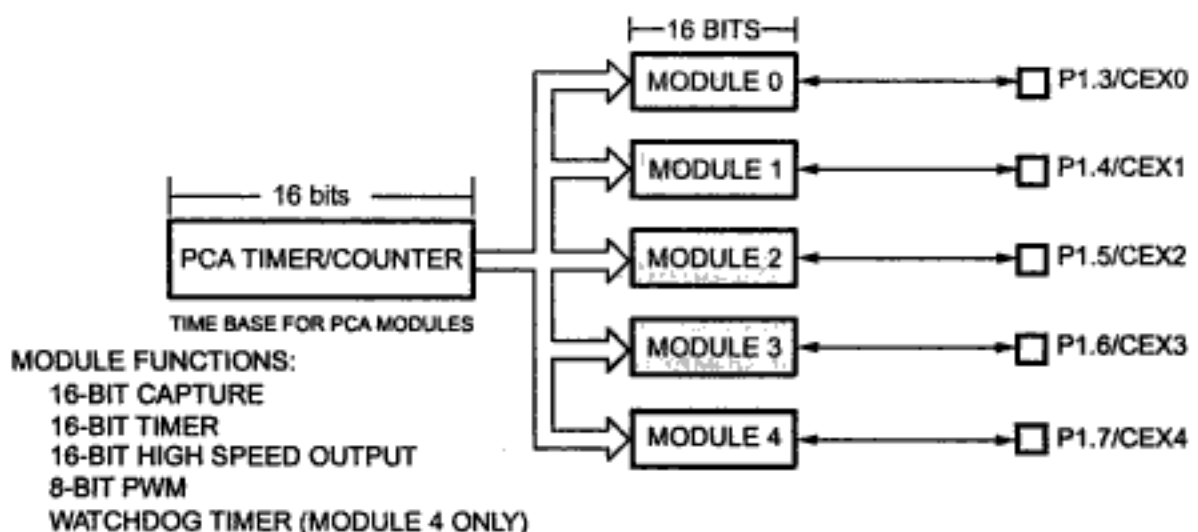 16 BITS
MODULE 0
P1.3/CEX0
MODULE 1
P1.4/CEX1
16 bits
PCA TIMER/COUNTER
MODULE 2
P1.5/CEX2
TIME BASE FOR PCA MODULES
MODULE 3
P1.6/CEX3
MODULE FUNCTIONS:
16-BIT CAPTURE
16-BIT TIMER
16-BIT HIGH SPEED OUTPUT
8-BIT PWM
WATCHDOG TIMER (MODULE 4 ONLY)
MODULE 4
P1.7/CEX4